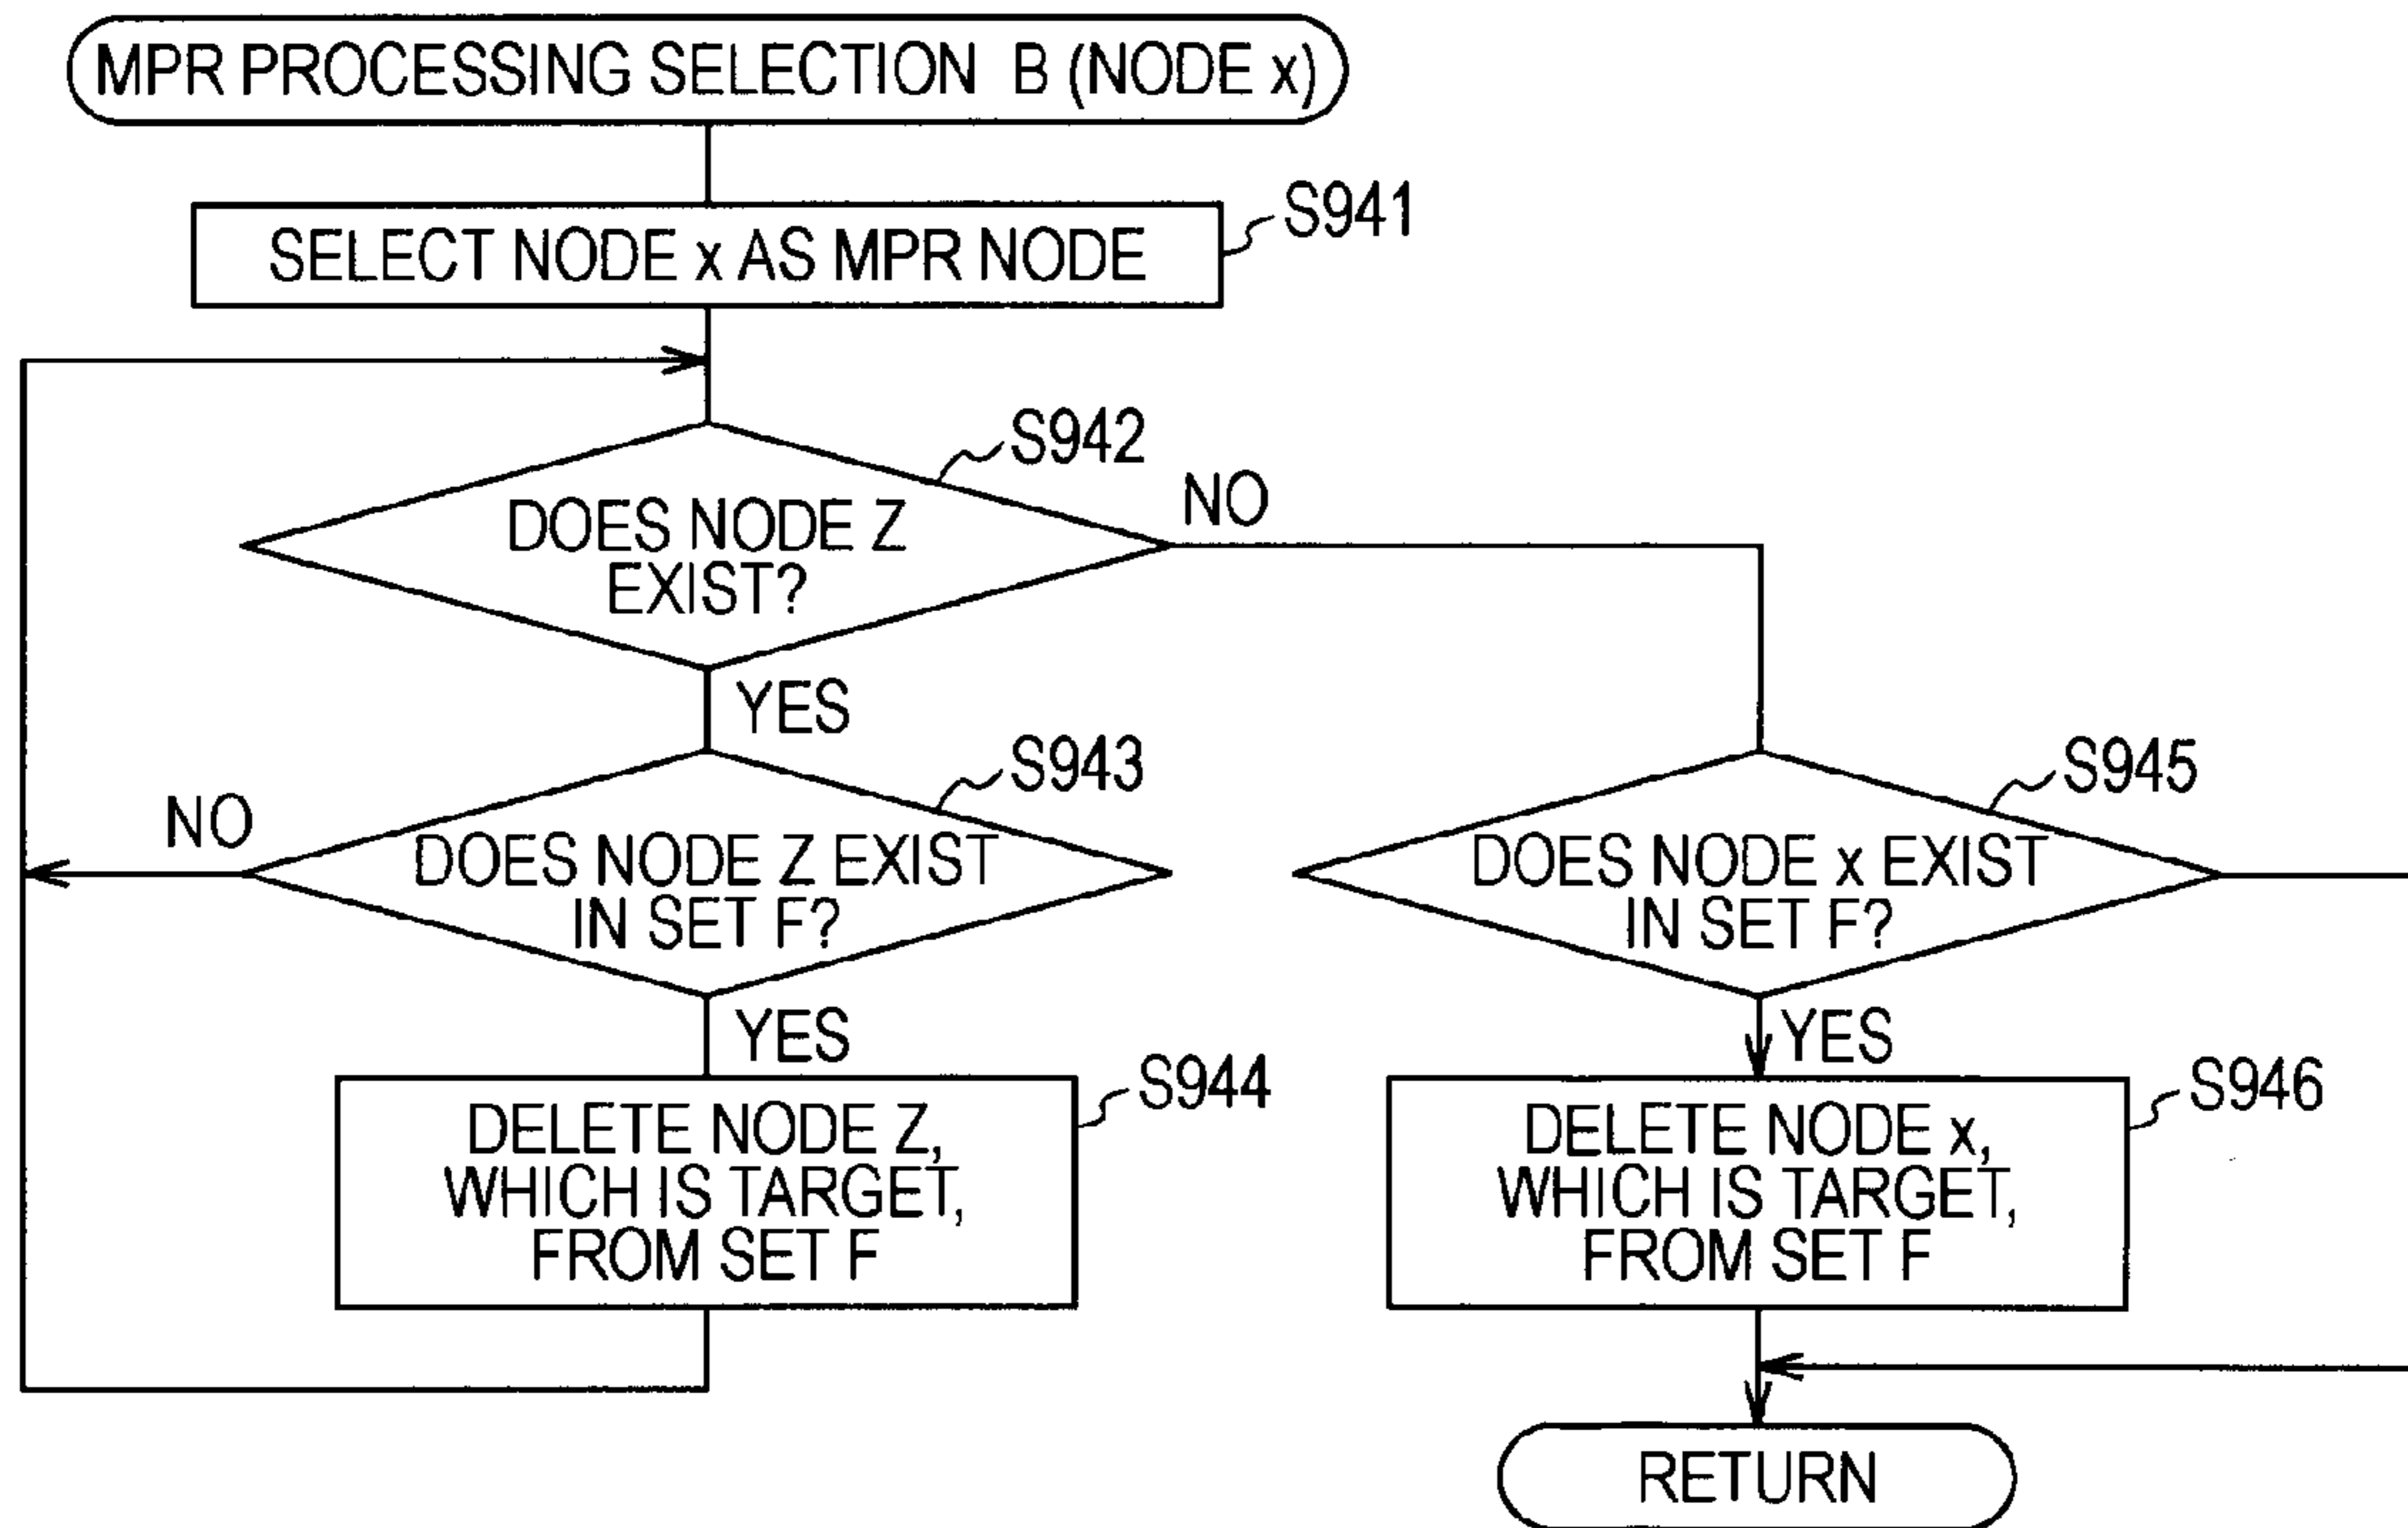 MPR PROCESSING SELECTION B (NODE x)
S941
SELECT NODE x AS MPR NODE
S942
NO
DOES NODE Z
EXIST?
YES
S943
NO
DOES NODE Z EXIST
IN SET F?
YES
S944
DELETE NODE Z,
WHICH IS TARGET,
FROM SET F
S945
DOES NODE x EXIST
IN SET F?
YES
S946
DELETE NODE x,
WHICH IS TARGET,
FROM SET F
RETURN